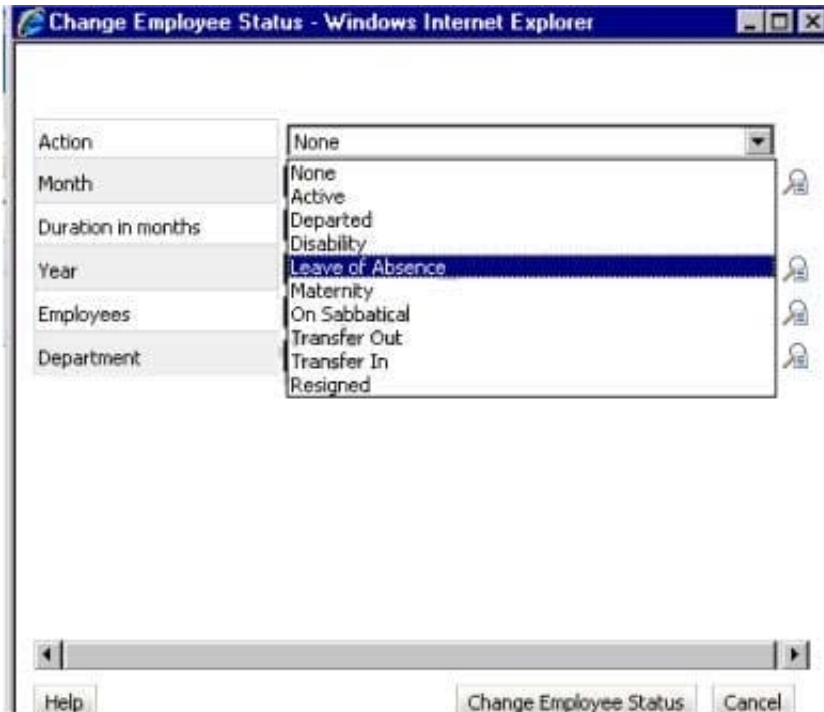 Change Employee Status - Windows Internet Explorer
Action
None
Month
None
Active
Duration in months
Departed
Disability
Year
Leave of Absence
Maternity
Employees
On Sabbatical
Transfer Out
Department
Transfer In
Resigned
Help
Change Employee Status
Cancel